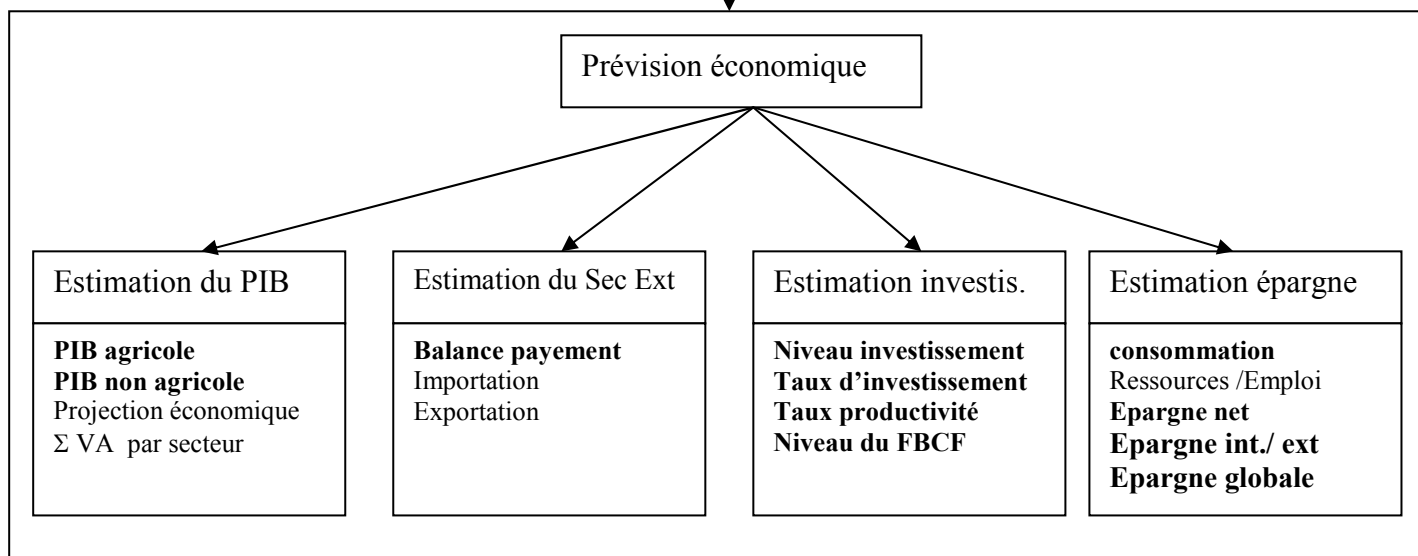 Prévision économique
Estimation du PIB
PIB agricole
PIB non agricole
Projection économique
Σ VA par secteur
Estimation du Sec Ext
Balance payement
Importation
Exportation
Estimation investis.
Niveau investissement
Taux d’investissement
Taux productivité
Niveau du FBCF
Estimation épargne
consommation
Ressources /Emploi
Epargne net
Epargne int./ ext
Epargne globale